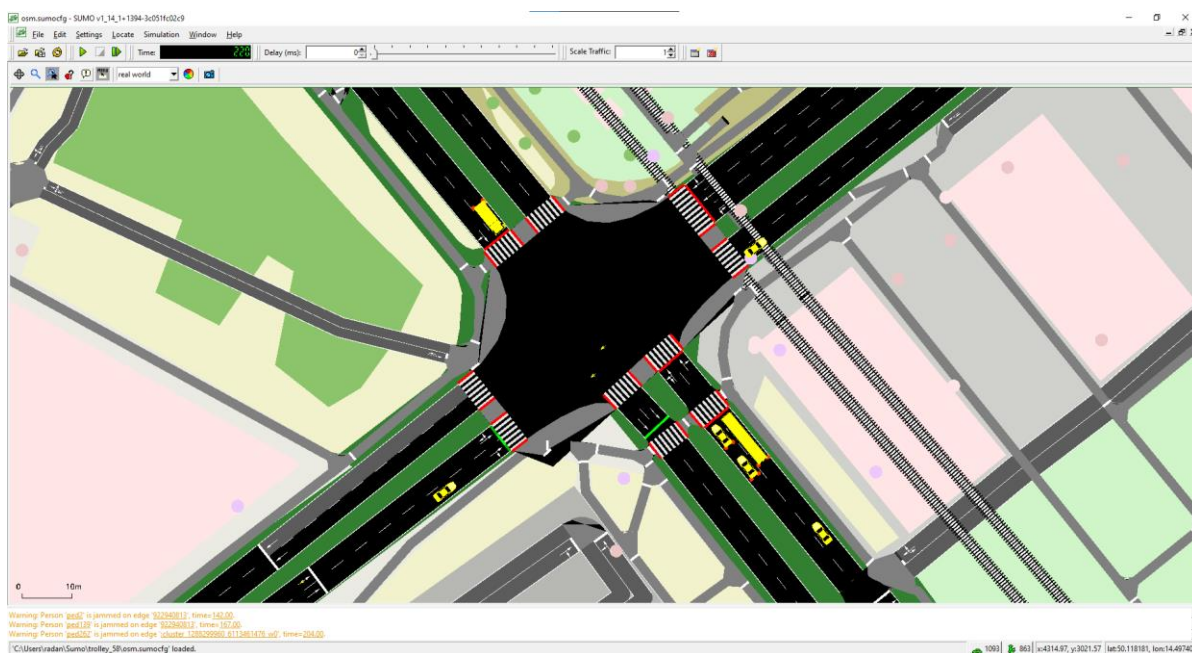 osm.sumocfg - SUMO v1_14_1+1394-3c051fc02c9
File Edit Settings Locate Simulation Window Help
Time: 220 Delay (ms): 0 Scale Traffic: 1
real world
0 10m
Warning: Person 'ped2' is jammed on edge '922940813', time=142.00.
Warning: Person 'ped139' is jammed on edge '922940813', time=167.00.
Warning: Person 'ped262' is jammed on edge ':cluster_1288299960_6113461476_w0', time=204.00.
'C:\Users\radan\Sumo\trolley_58\osm.sumocfg' loaded. 1093 863 x:4314.97, y:3021.57 lat:50.118181, lon:14.49740